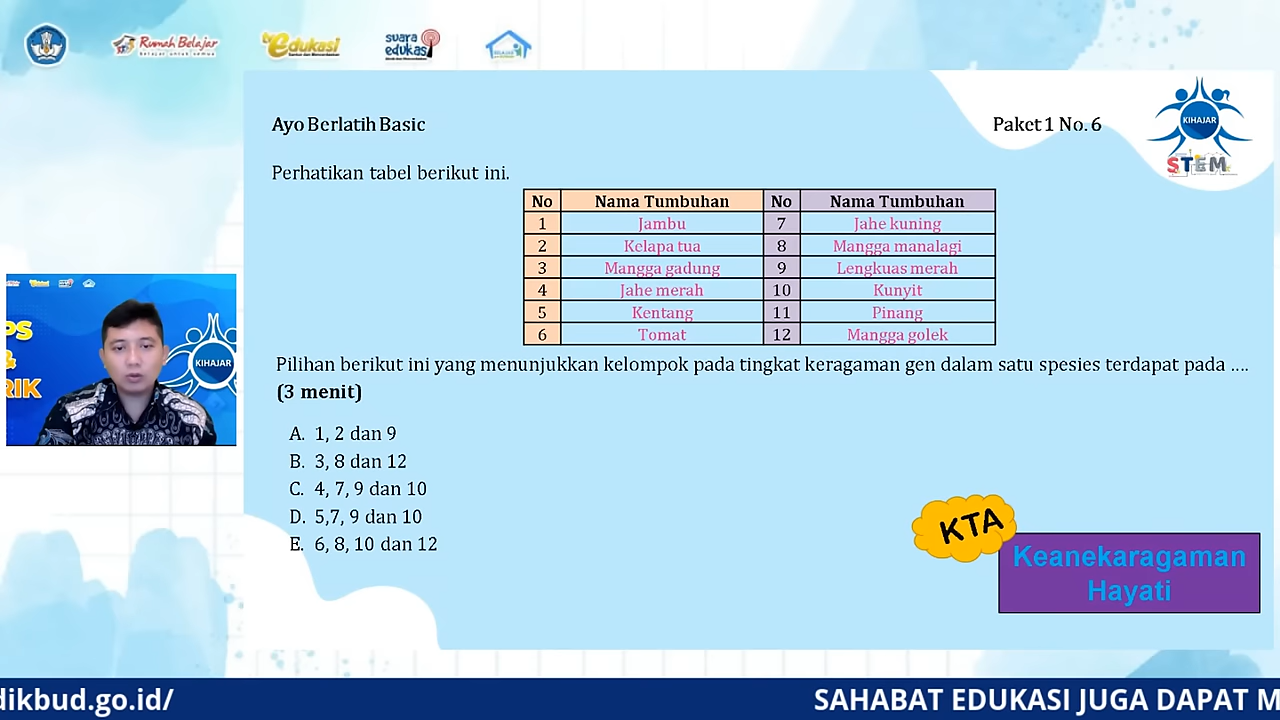 Rumah Belajar
belajar untuk semua
tv Edukasi
suara
edukasi
Ayo Berlatih Basic
Paket 1 No. 6
KIHAJAR
STEM
Perhatikan tabel berikut ini.
No Nama Tumbuhan No Nama Tumbuhan
1 Jambu 7 Jahe kuning
2 Kelapa tua 8 Mangga manalagi
3 Mangga gadung 9 Lengkuas merah
4 Jahe merah 10 Kunyit
5 Kentang 11 Pinang
6 Tomat 12 Mangga golek
PS
&
RIK
KIHAJAR
Pilihan berikut ini yang menunjukkan kelompok pada tingkat keragaman gen dalam satu spesies terdapat pada ....
(3 menit)
A. 1, 2 dan 9
B. 3, 8 dan 12
C. 4, 7, 9 dan 10
D. 5,7, 9 dan 10
E. 6, 8, 10 dan 12
KTA
Keanekaragaman
Hayati
dikbud.go.id/ SAHABAT EDUKASI JUGA DAPAT M